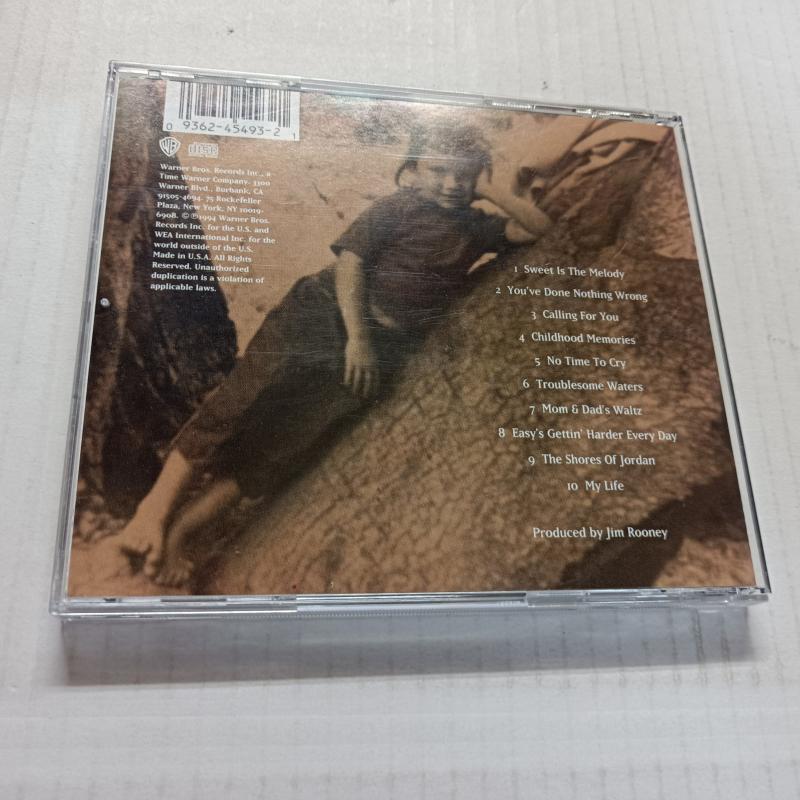 0 9362-45493-2 1
WB
disc
Warner Bros. Records Inc., a
Time Warner Company. 3300
Warner Blvd., Burbank, CA
91505-4694. 75 Rockefeller
Plaza, New York, NY 10019-
6908. ©℗1994 Warner Bros.
Records Inc. for the U.S. and
WEA International Inc. for the
world outside of the U.S.
Made in U.S.A. All Rights
Reserved. Unauthorized
duplication is a violation of
applicable laws.
1 Sweet Is The Melody
2 You've Done Nothing Wrong
3 Calling For You
4 Childhood Memories
5 No Time To Cry
6 Troublesome Waters
7 Mom & Dad's Waltz
8 Easy's Gettin' Harder Every Day
9 The Shores Of Jordan
10 My Life
Produced by Jim Rooney